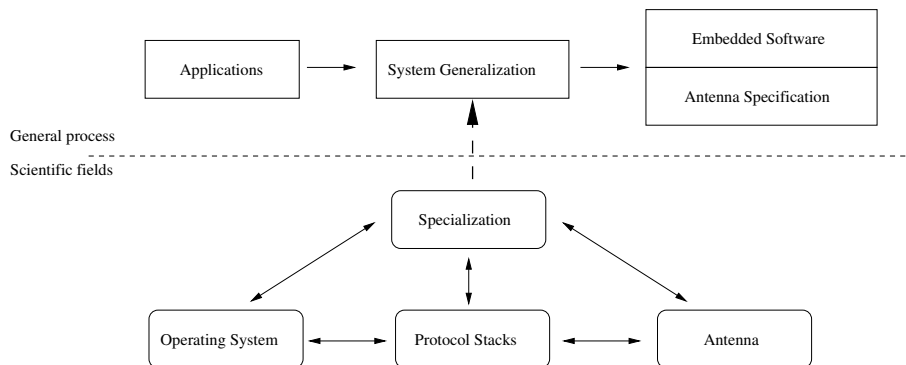 Embedded Software
Applications
System Generalization
Antenna Specification
General process
Scientific fields
Specialization
Operating System
Protocol Stacks
Antenna